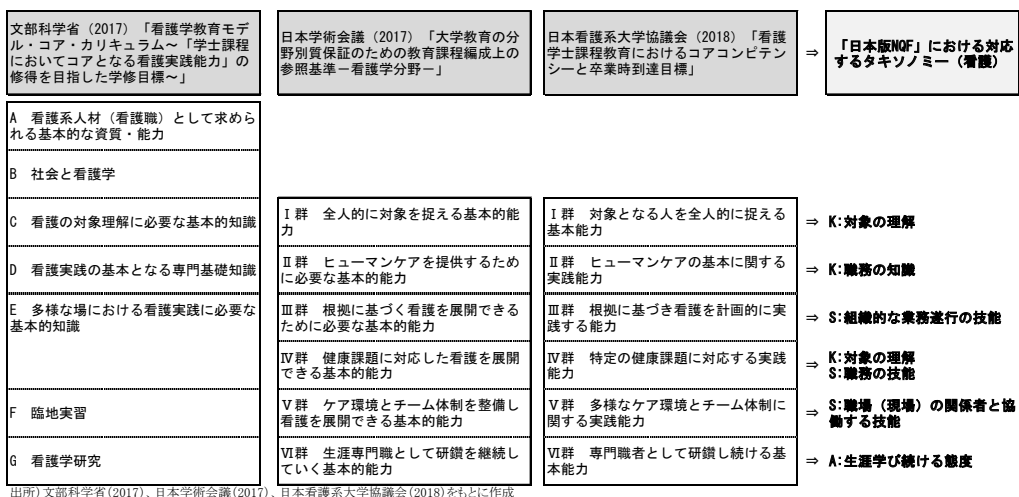 文部科学省（2017）「看護学教育モデ
ル・コア・カリキュラム～「学士課程
においてコアとなる看護実践能力」の
修得を目指した学修目標～」
日本学術会議（2017）「大学教育の分
野別質保証のための教育課程編成上の
参照基準－看護学分野－」
日本看護系大学協議会（2018）「看護
学士課程教育におけるコアコンピテン
シーと卒業時到達目標」
⇒
「日本版NQF」における対応
するタキソノミー（看護）
A　看護系人材（看護職）として求めら
れる基本的な資質・能力
B　社会と看護学
C　看護の対象理解に必要な基本的知識
Ⅰ群　全人的に対象を捉える基本的能
力
Ⅰ群　対象となる人を全人的に捉える
基本能力
⇒ K:対象の理解
D　看護実践の基本となる専門基礎知識
Ⅱ群　ヒューマンケアを提供するため
に必要な基本的能力
Ⅱ群　ヒューマンケアの基本に関する
実践能力
⇒ K:職務の知識
E　多様な場における看護実践に必要な
基本的知識
Ⅲ群　根拠に基づく看護を展開できる
ために必要な基本的能力
Ⅲ群　根拠に基づき看護を計画的に実
践する能力
⇒ S:組織的な業務遂行の技能
Ⅳ群　健康課題に対応した看護を展開
できる基本的能力
Ⅳ群　特定の健康課題に対応する実践
能力
⇒ K:対象の理解
S:職務の技能
F　臨地実習
Ⅴ群　ケア環境とチーム体制を整備し
看護を展開できる基本的能力
Ⅴ群　多様なケア環境とチーム体制に
関する実践能力
⇒ S:職場（現場）の関係者と協
働する技能
G　看護学研究
Ⅵ群　生涯専門職として研鑽を継続し
ていく基本的能力
Ⅵ群　専門職者として研鑽し続ける基
本能力
⇒ A:生涯学び続ける態度
出所）文部科学省(2017)、日本学術会議(2017)、日本看護系大学協議会(2018)をもとに作成